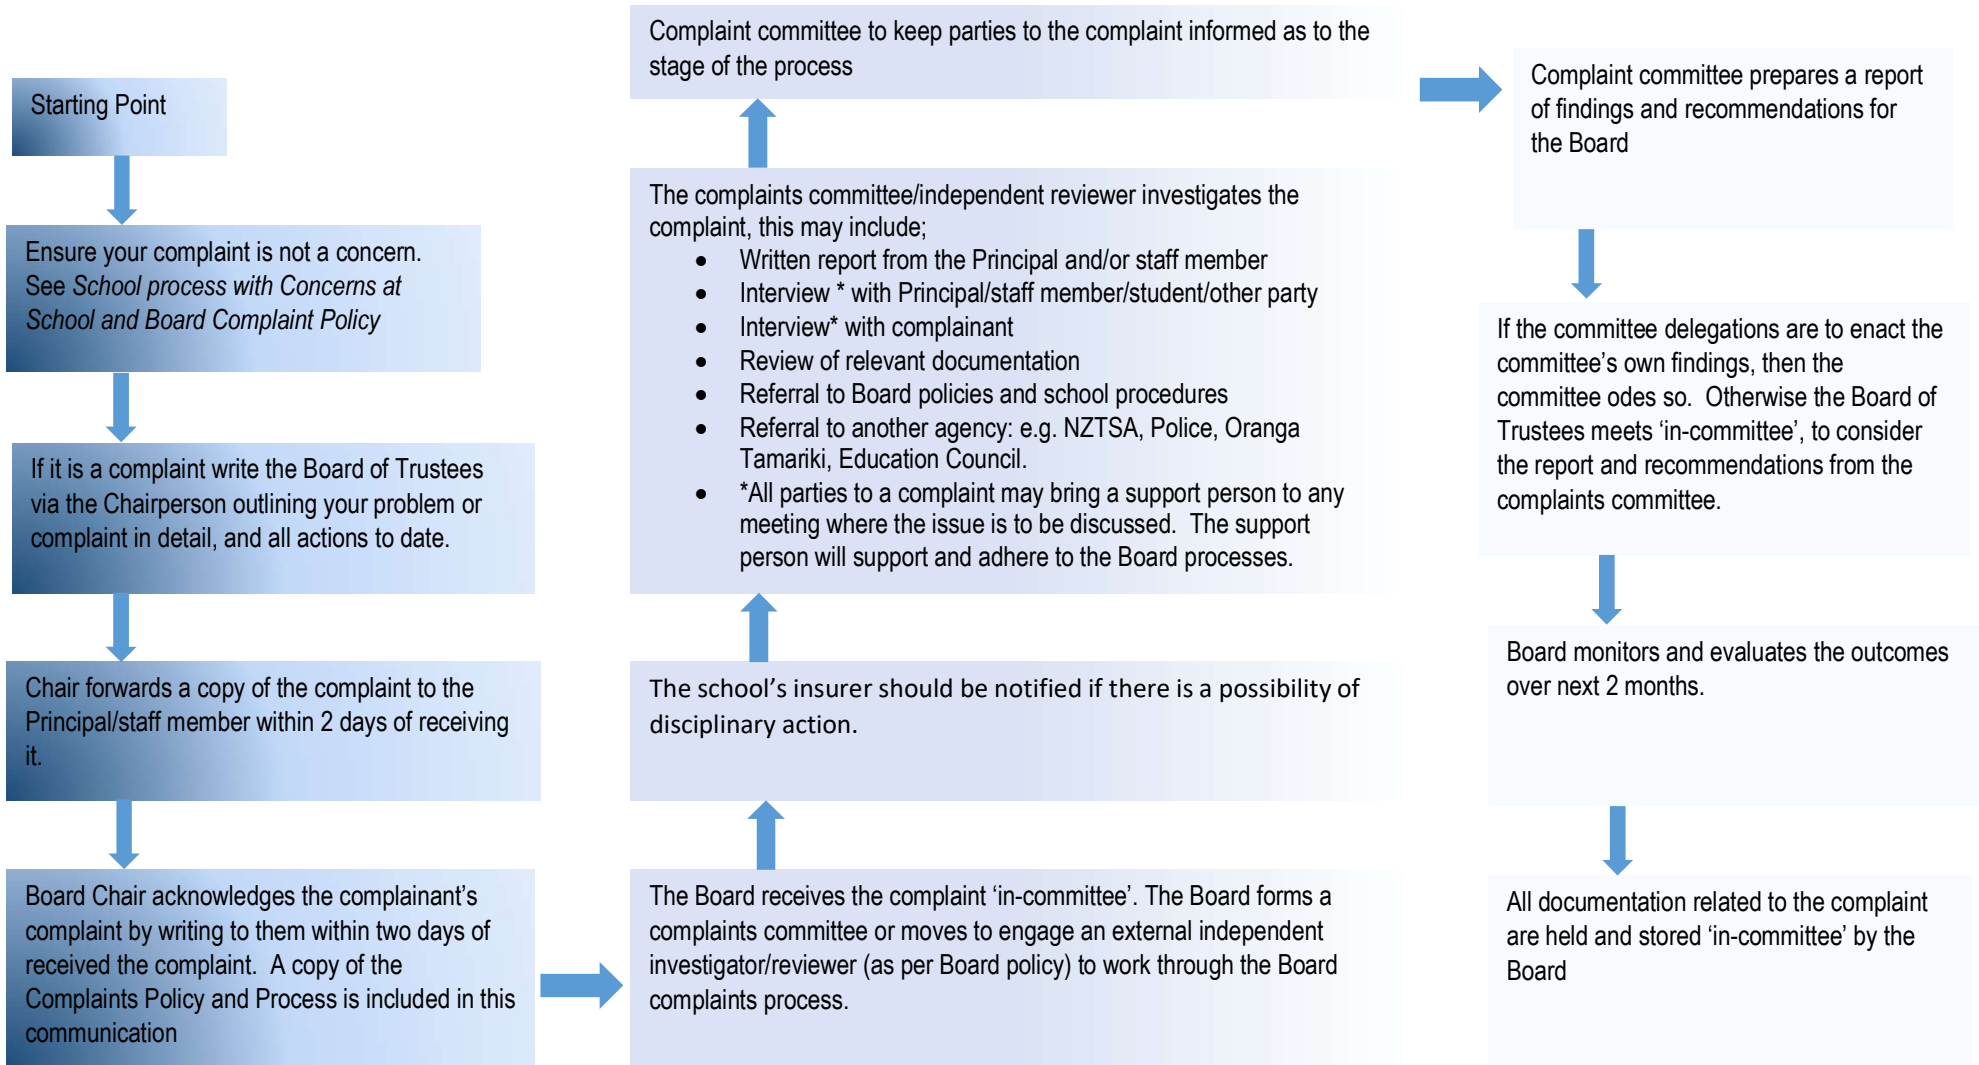 Starting Point
Ensure your complaint is not a concern.
See School process with Concerns at
School and Board Complaint Policy
If it is a complaint write the Board of Trustees
via the Chairperson outlining your problem or
complaint in detail, and all actions to date.
Chair forwards a copy of the complaint to the
Principal/staff member within 2 days of receiving
it.
Board Chair acknowledges the complainant’s
complaint by writing to them within two days of
received the complaint.  A copy of the
Complaints Policy and Process is included in this
communication
The Board receives the complaint ‘in-committee’. The Board forms a
complaints committee or moves to engage an external independent
investigator/reviewer (as per Board policy) to work through the Board
complaints process.
The school’s insurer should be notified if there is a possibility of
disciplinary action.
The complaints committee/independent reviewer investigates the
complaint, this may include;
• Written report from the Principal and/or staff member
• Interview * with Principal/staff member/student/other party
• Interview* with complainant
• Review of relevant documentation
• Referral to Board policies and school procedures
• Referral to another agency: e.g. NZTSA, Police, Oranga
Tamariki, Education Council.
• *All parties to a complaint may bring a support person to any
meeting where the issue is to be discussed.  The support
person will support and adhere to the Board processes.
Complaint committee to keep parties to the complaint informed as to the
stage of the process
Complaint committee prepares a report
of findings and recommendations for
the Board
If the committee delegations are to enact the
committee’s own findings, then the
committee odes so.  Otherwise the Board of
Trustees meets ‘in-committee’, to consider
the report and recommendations from the
complaints committee.
Board monitors and evaluates the outcomes
over next 2 months.
All documentation related to the complaint
are held and stored ‘in-committee’ by the
Board